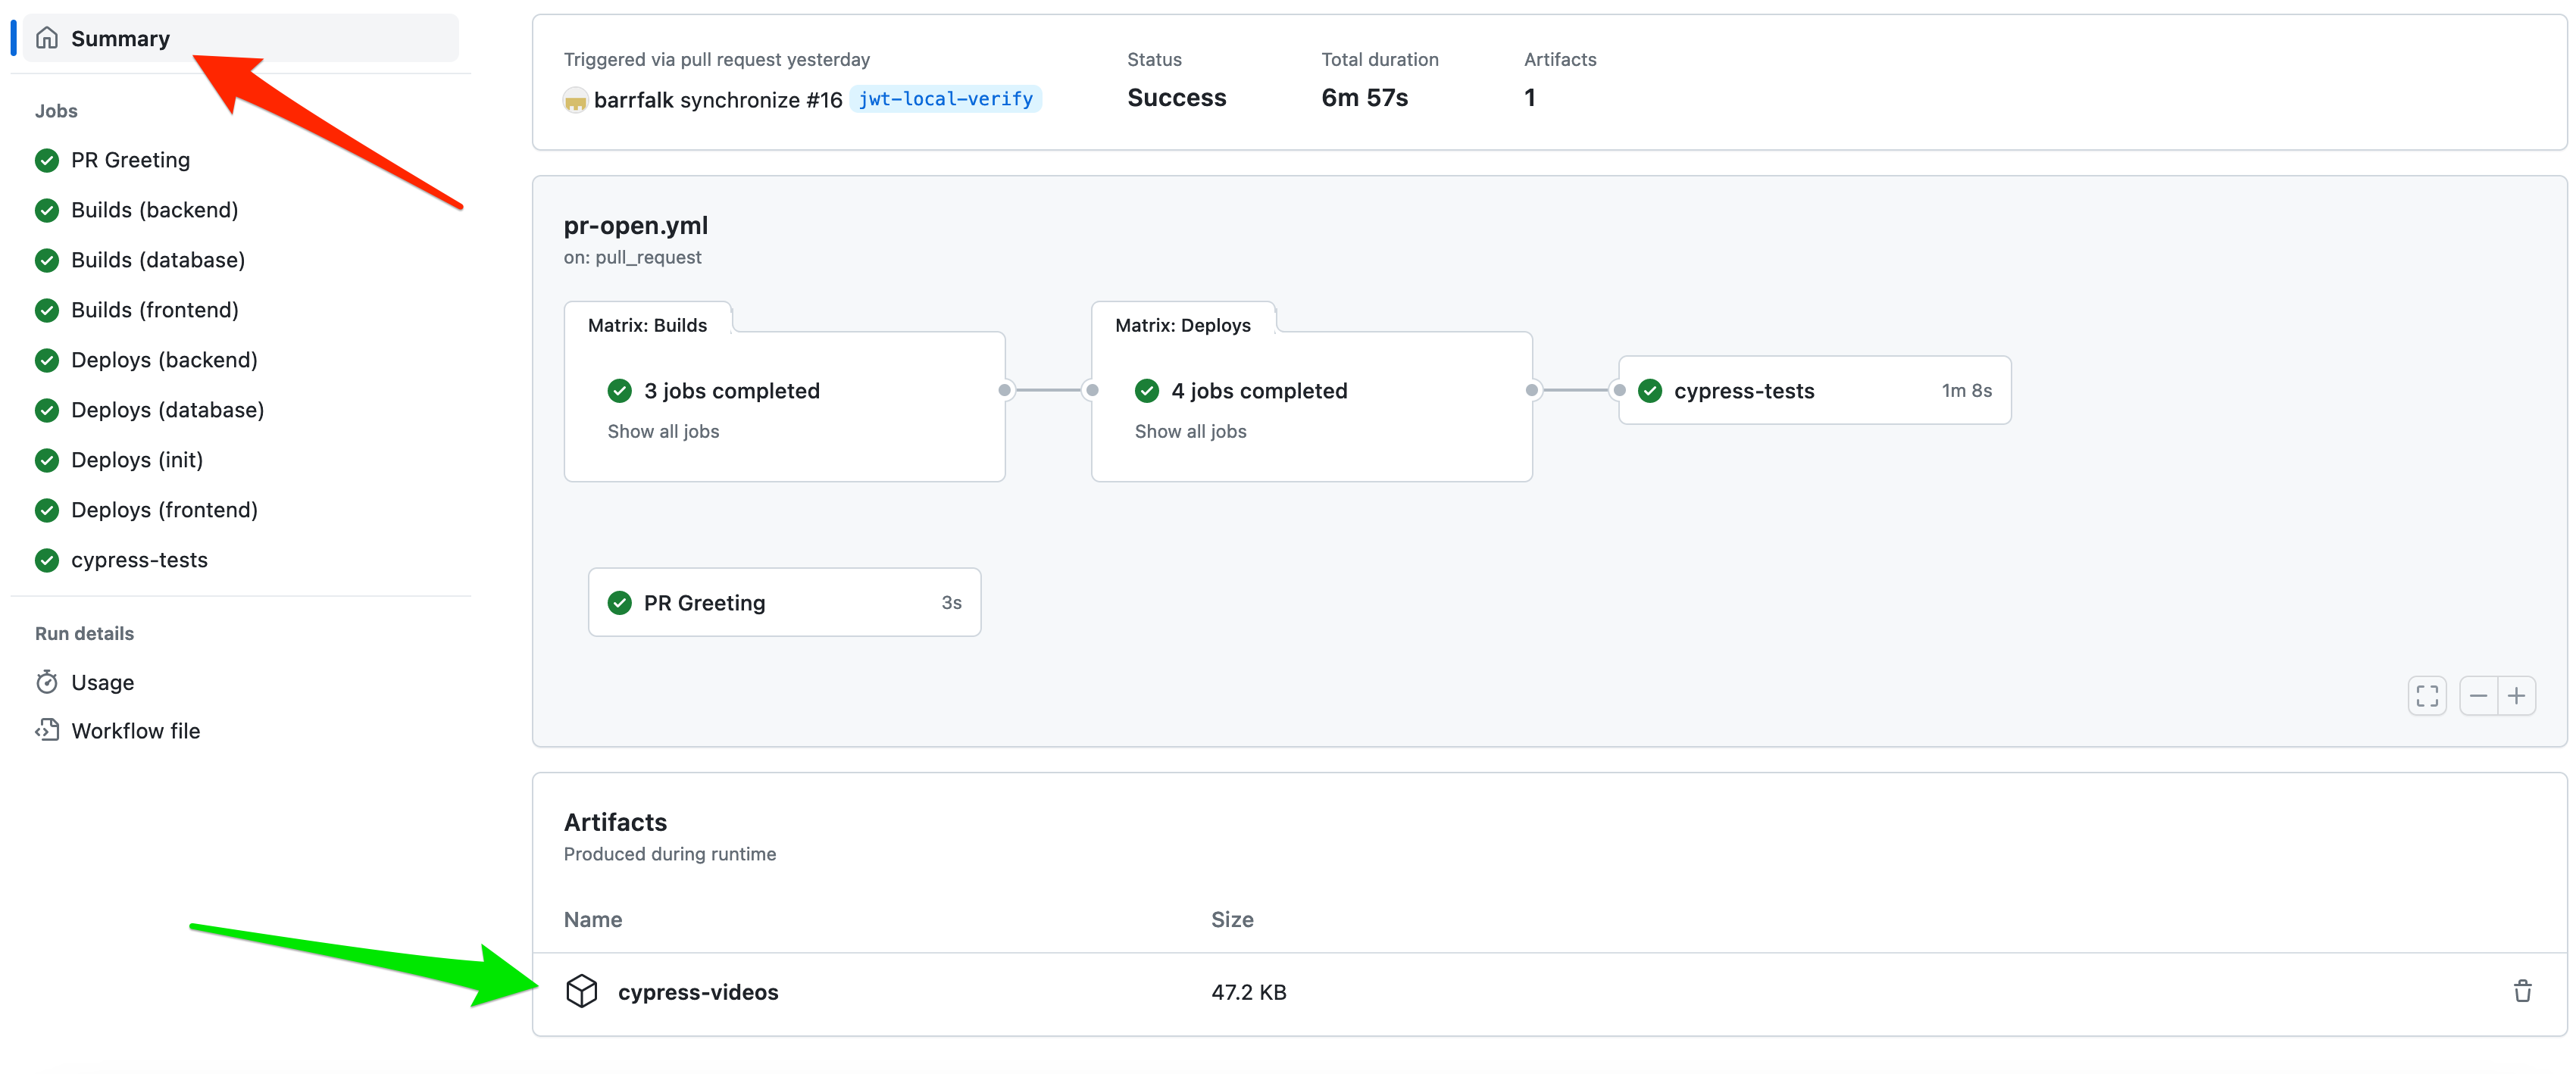 Summary
Jobs
PR Greeting
Builds (backend)
Builds (database)
Builds (frontend)
Deploys (backend)
Deploys (database)
Deploys (init)
Deploys (frontend)
cypress-tests
Run details
Usage
Workflow file
Triggered via pull request yesterday
barrfalk synchronize #16 jwt-local-verify
Status
Success
Total duration
6m 57s
Artifacts
1
pr-open.yml
on: pull_request
Matrix: Builds
3 jobs completed
Show all jobs
Matrix: Deploys
4 jobs completed
Show all jobs
cypress-tests 1m 8s
PR Greeting 3s
Artifacts
Produced during runtime
Name Size
cypress-videos 47.2 KB